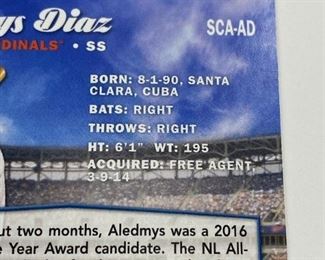 ys Diaz
SCA-AD
DINALS • SS
BORN: 8-1-90, SANTA
CLARA, CUBA
BATS: RIGHT
THROWS: RIGHT
HT: 6'1" WT: 195
ACQUIRED: FREE AGENT
3-9-14
ut two months, Aledmys was a 2016
e Year Award candidate. The NL All-